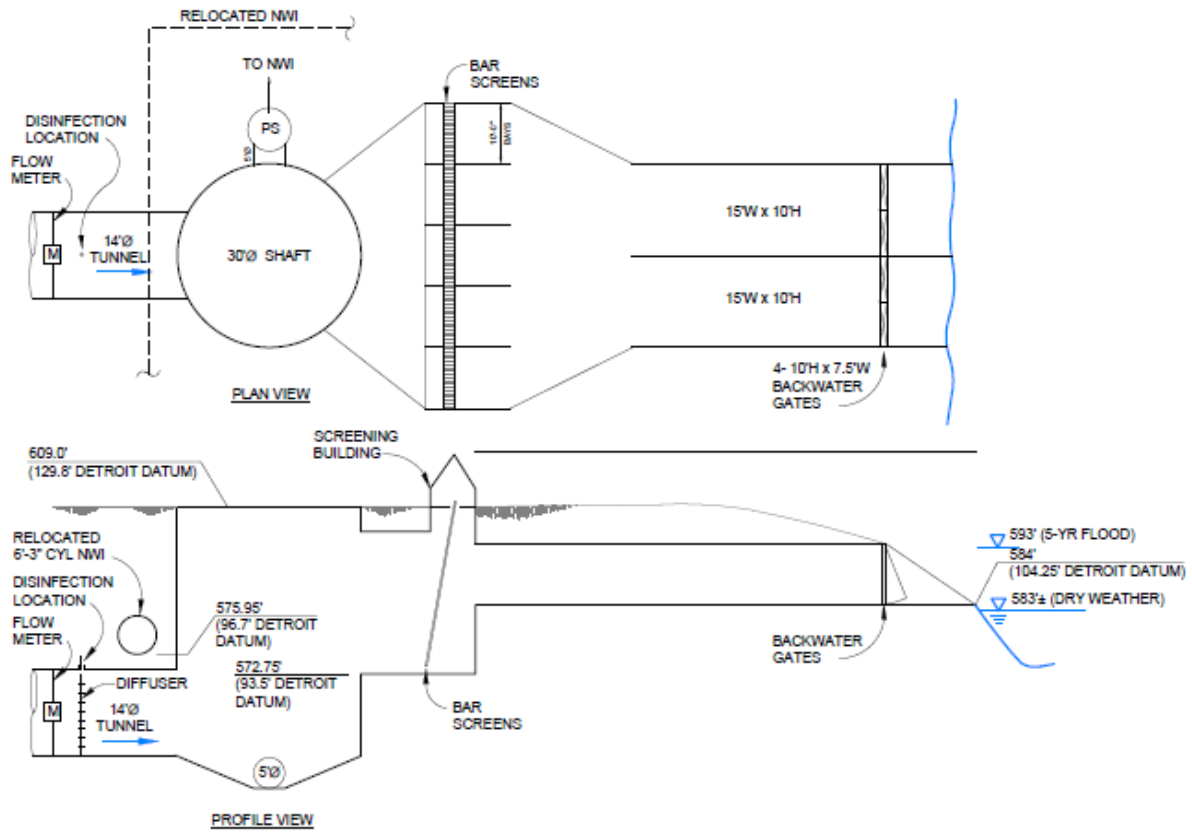 RELOCATED NWI
TO NWI
BAR
SCREENS
DISINFECTION
LOCATION
PS
FLOW
METER
5'Ø
10'-0"
BAYS
M
14'Ø
TUNNEL
30'Ø SHAFT
15'W x 10'H
15'W x 10'H
4- 10'H x 7.5'W
BACKWATER
GATES
PLAN VIEW
SCREENING
BUILDING
609.0'
(129.8' DETROIT DATUM)
RELOCATED
6'-3" CYL NWI
DISINFECTION
LOCATION
FLOW
METER
593' (5-YR FLOOD)
584'
(104.25' DETROIT DATUM)
583'± (DRY WEATHER)
575.95'
(96.7' DETROIT
DATUM)
BACKWATER
GATES
572.75'
(93.5' DETROIT
DATUM)
DIFFUSER
M
14'Ø
TUNNEL
BAR
SCREENS
5'Ø
PROFILE VIEW